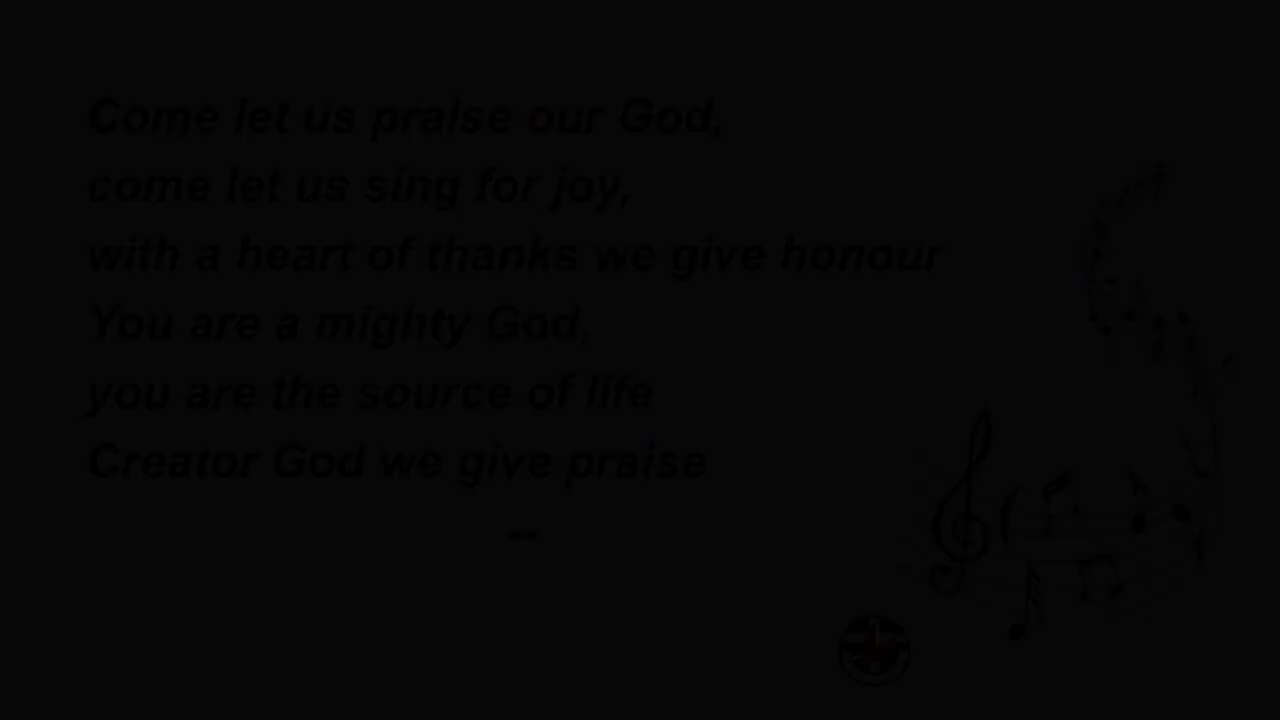 Come let us praise our God,
come let us sing for joy,
with a heart of thanks we give honour
You are a mighty God,
you are the source of life
Creator God we give praise
--